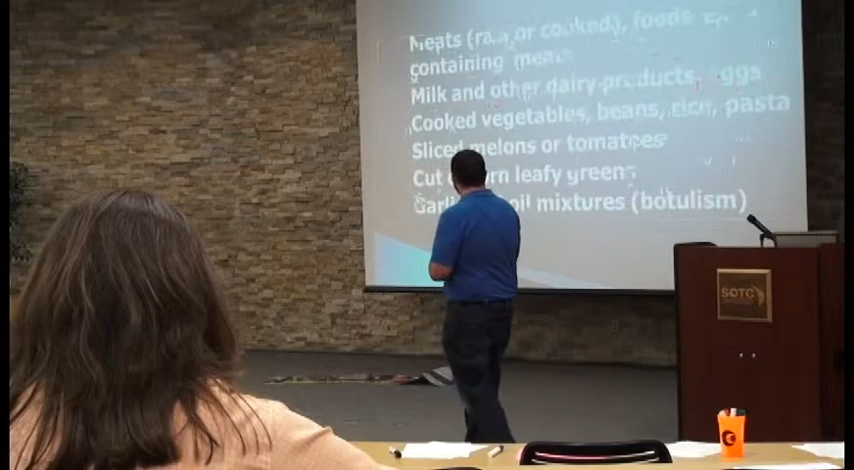 Meats (raw or cooked), foods
containing meat
Milk and other dairy products, eggs
Cooked vegetables, beans, rice, pasta
Sliced melons or tomatoes
Cut leafy greens
oil mixtures (botulism)
SOTC